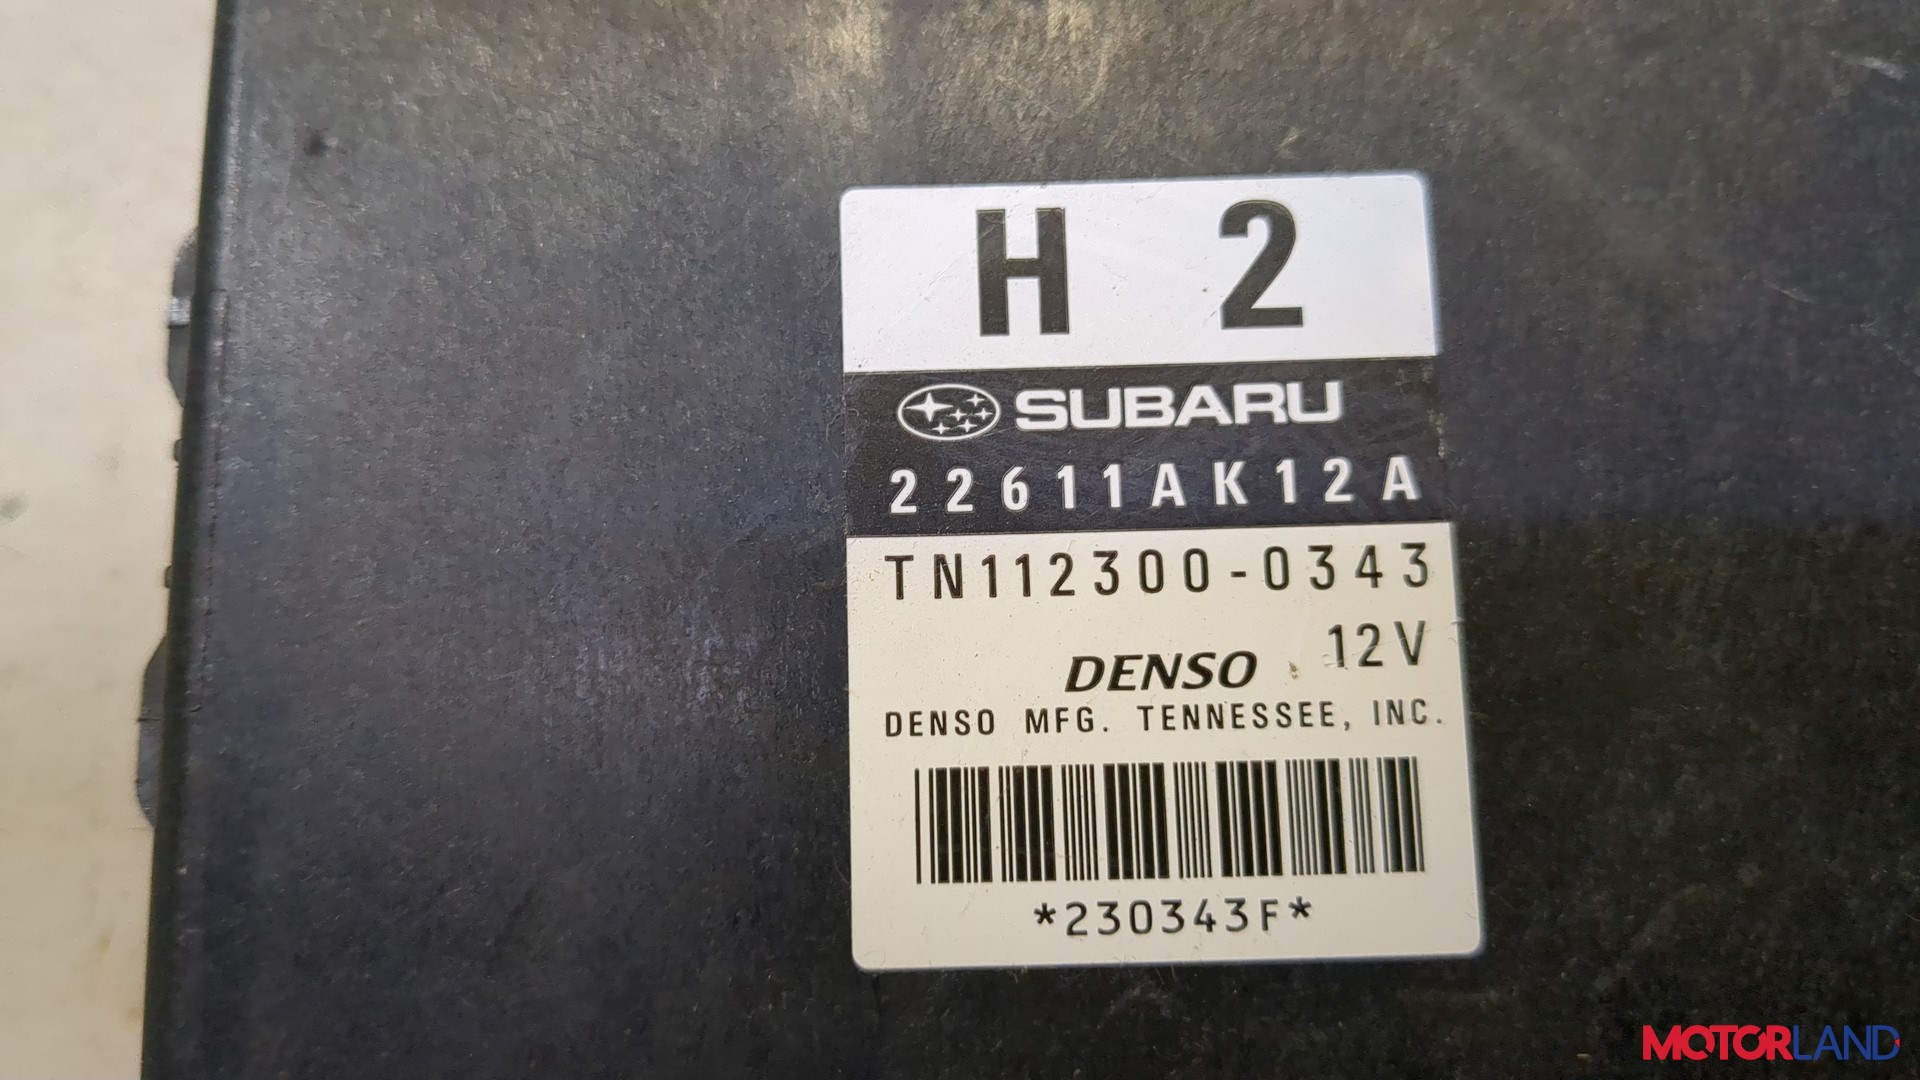 H 2
SUBARU
22611AK12A
TN112300-0343
DENSO 12V
DENSO MFG. TENNESSEE, INC.
*230343F*
MOTORLAND